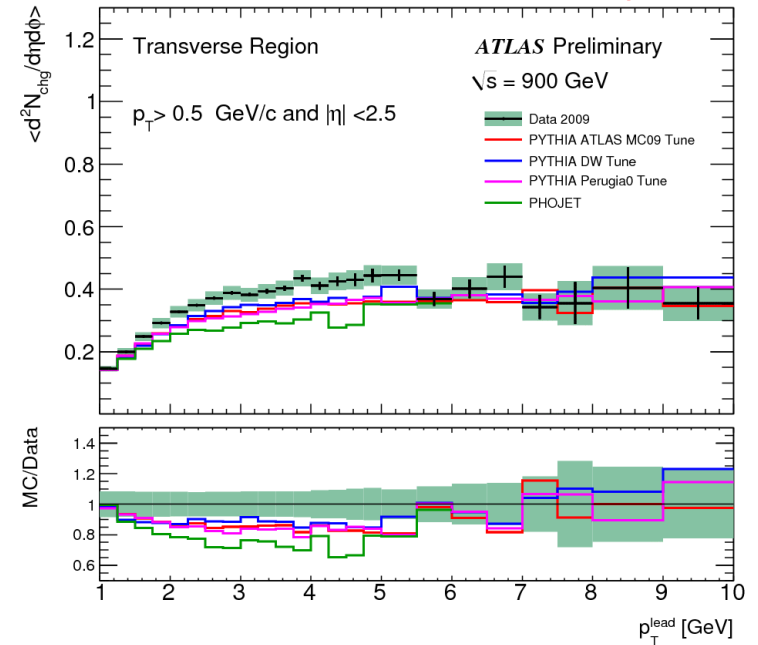 <d²N_chg/dηdϕ>
Transverse Region
ATLAS Preliminary
√s = 900 GeV
p_T> 0.5 GeV/c and |η| <2.5
Data 2009
PYTHIA ATLAS MC09 Tune
PYTHIA DW Tune
PYTHIA Perugia0 Tune
PHOJET
1.2
1
0.8
0.6
0.4
0.2
MC/Data
1.4
1.2
1
0.8
0.6
1 2 3 4 5 6 7 8 9 10
p_T^lead [GeV]